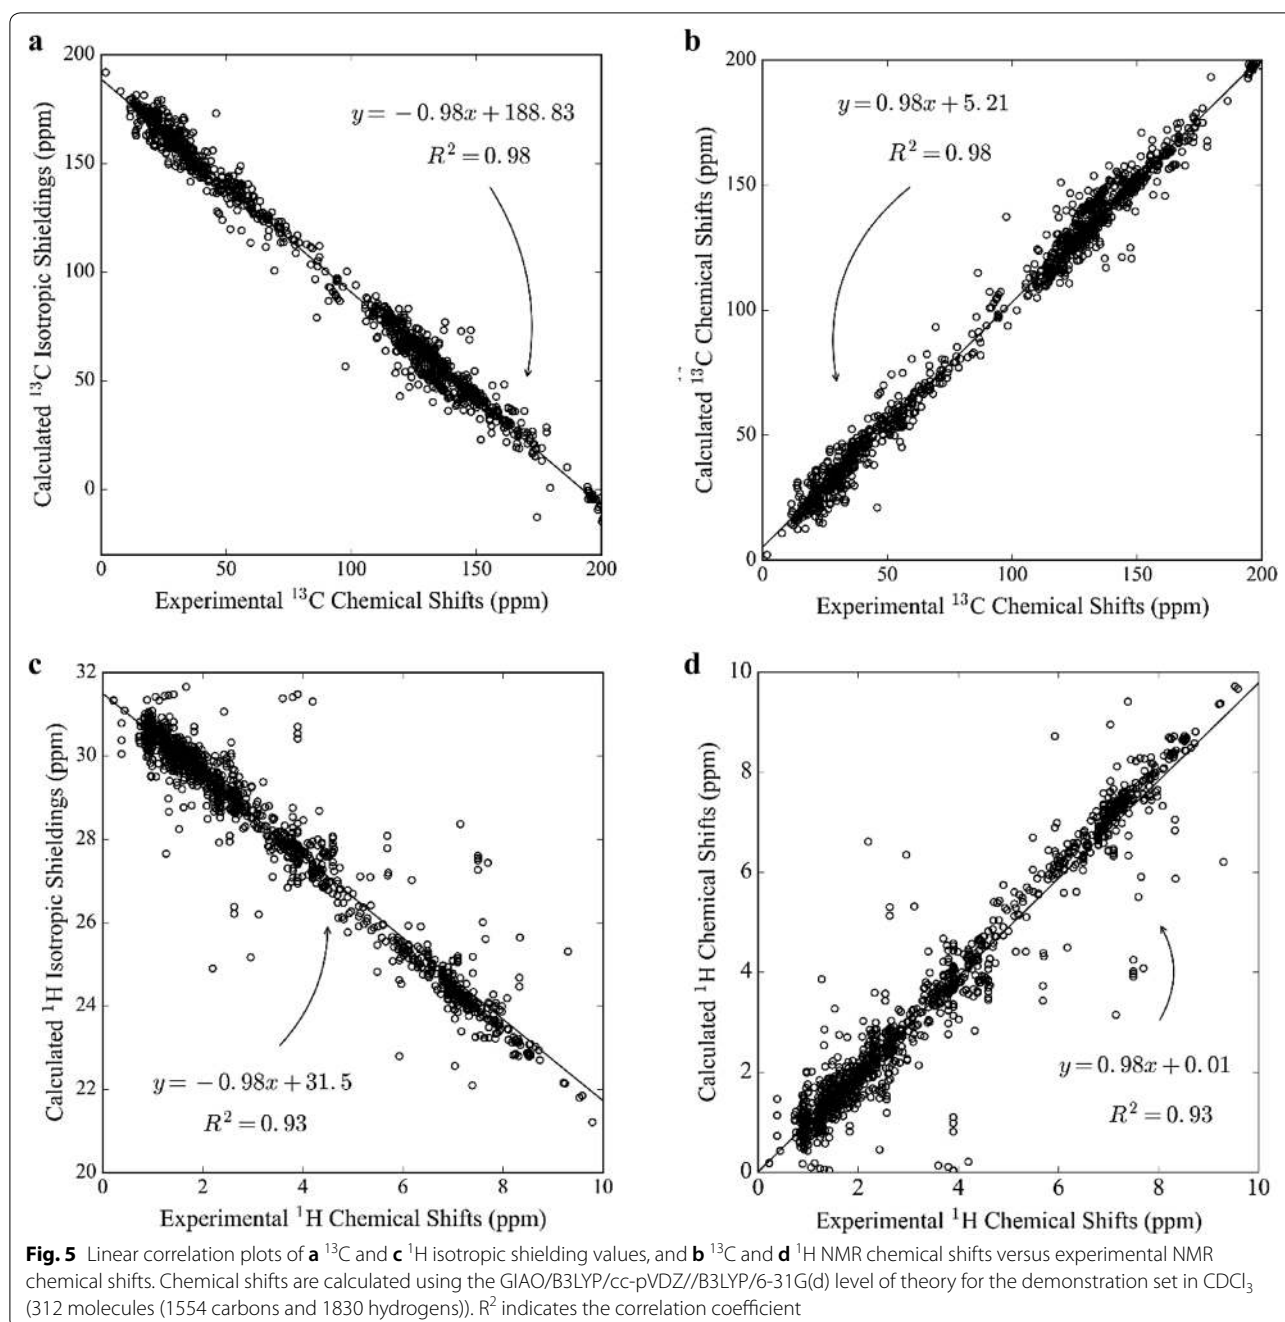 a
200
150
100
50
0
0 50 100 150 200
Calculated ¹³C Isotropic Shieldings (ppm)
Experimental ¹³C Chemical Shifts (ppm)
y = −0.98x + 188.83
R² = 0.98
b
200
150
100
50
0
0 50 100 150 200
Calculated ¹³C Chemical Shifts (ppm)
Experimental ¹³C Chemical Shifts (ppm)
y = 0.98x + 5.21
R² = 0.98
c
32
30
28
26
24
22
20
0 2 4 6 8 10
Calculated ¹H Isotropic Shieldings (ppm)
Experimental ¹H Chemical Shifts (ppm)
y = −0.98x + 31.5
R² = 0.93
d
10
8
6
4
2
0
0 2 4 6 8 10
Calculated ¹H Chemical Shifts (ppm)
Experimental ¹H Chemical Shifts (ppm)
y = 0.98x + 0.01
R² = 0.93
Fig. 5 Linear correlation plots of a ¹³C and c ¹H isotropic shielding values, and b ¹³C and d ¹H NMR chemical shifts versus experimental NMR
chemical shifts. Chemical shifts are calculated using the GIAO/B3LYP/cc-pVDZ//B3LYP/6-31G(d) level of theory for the demonstration set in CDCl₃
(312 molecules (1554 carbons and 1830 hydrogens)). R² indicates the correlation coefficient